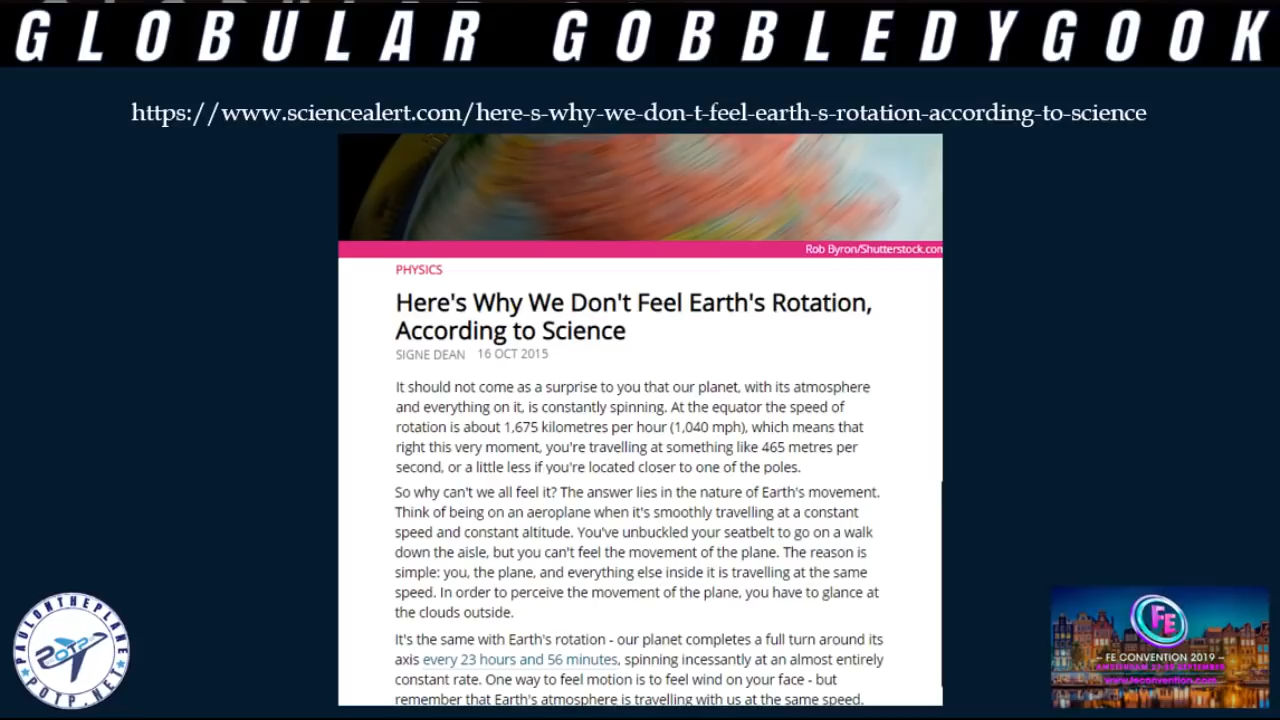 GLOBULAR GOBBLEDYGOOK
https://www.sciencealert.com/here-s-why-we-don-t-feel-earth-s-rotation-according-to-science
Rob Byron/Shutterstock.com
PHYSICS
Here's Why We Don't Feel Earth's Rotation,
According to Science
SIGNE DEAN 16 OCT 2015
It should not come as a surprise to you that our planet, with its atmosphere
and everything on it, is constantly spinning. At the equator the speed of
rotation is about 1,675 kilometres per hour (1,040 mph), which means that
right this very moment, you're travelling at something like 465 metres per
second, or a little less if you're located closer to one of the poles.
So why can't we all feel it? The answer lies in the nature of Earth's movement.
Think of being on an aeroplane when it's smoothly travelling at a constant
speed and constant altitude. You've unbuckled your seatbelt to go on a walk
down the aisle, but you can't feel the movement of the plane. The reason is
simple: you, the plane, and everything else inside it is travelling at the same
speed. In order to perceive the movement of the plane, you have to glance at
the clouds outside.
It's the same with Earth's rotation - our planet completes a full turn around its
axis every 23 hours and 56 minutes, spinning incessantly at an almost entirely
constant rate. One way to feel motion is to feel wind on your face - but
remember that Earth's atmosphere is travelling with us at the same speed.
PAULONTHEPLANE
POTP
POTP.NET
FE
– FE CONVENTION 2019 –
www.feconvention.com